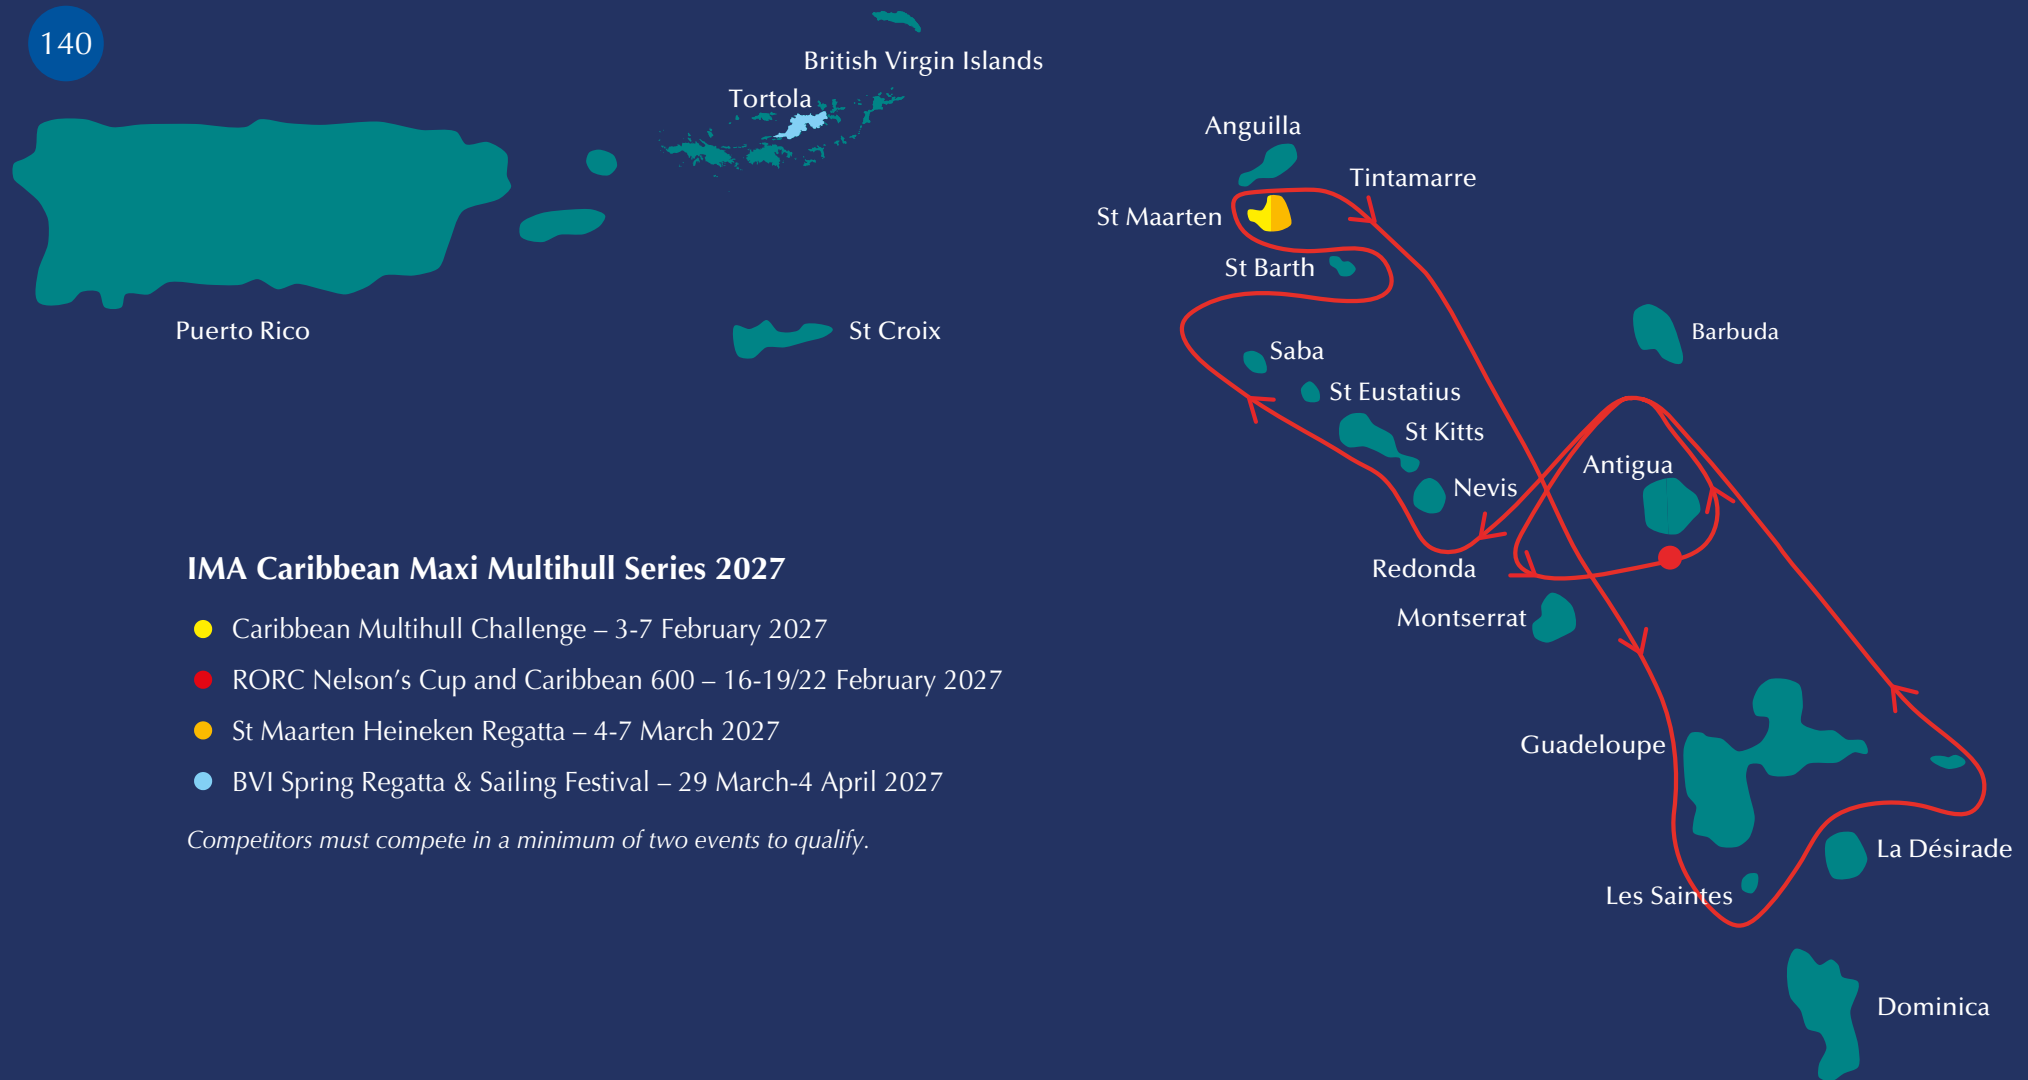 140
British Virgin Islands
Tortola
Anguilla
Tintamarre
St Maarten
St Barth
Puerto Rico
St Croix
Barbuda
Saba
St Eustatius
St Kitts
Antigua
Nevis
Redonda
Montserrat
IMA Caribbean Maxi Multihull Series 2027
Caribbean Multihull Challenge – 3-7 February 2027
RORC Nelson’s Cup and Caribbean 600 – 16-19/22 February 2027
St Maarten Heineken Regatta – 4-7 March 2027
BVI Spring Regatta & Sailing Festival – 29 March-4 April 2027
Competitors must compete in a minimum of two events to qualify.
Guadeloupe
La Désirade
Les Saintes
Dominica